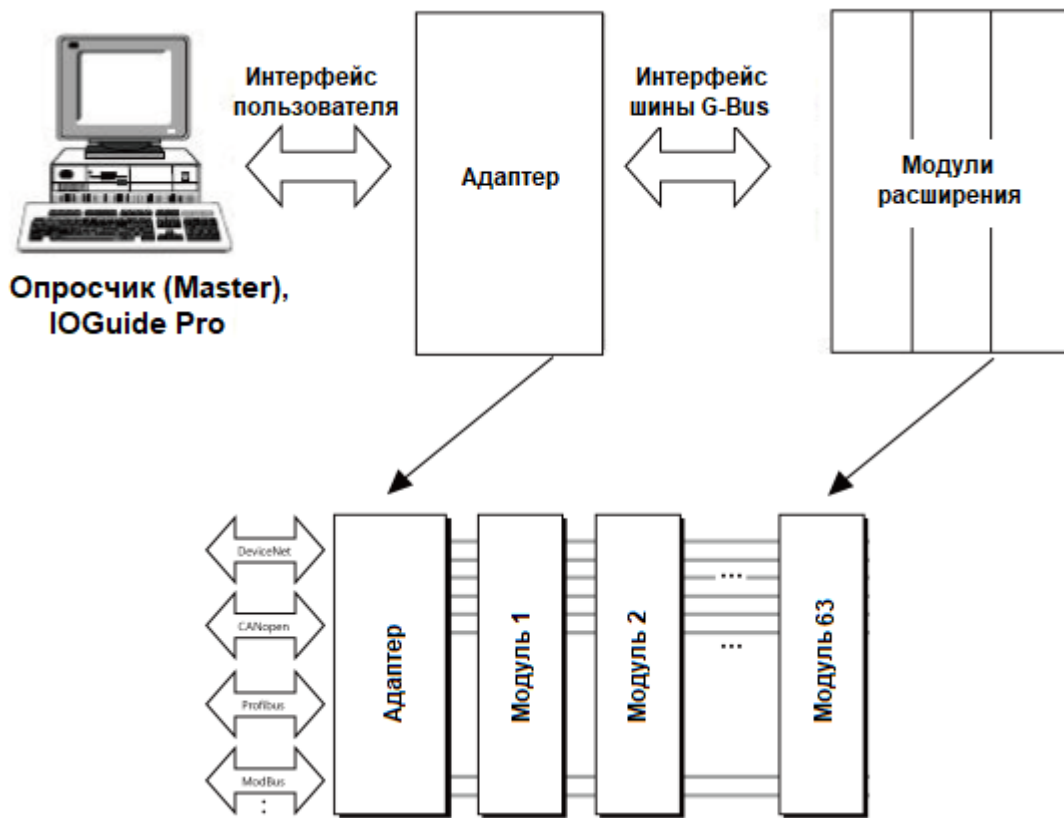 Интерфейс
пользователя
Интерфейс
шины G-Bus
Адаптер
Модули
расширения
Опросчик (Master),
IOGuide Pro
DeviceNet
CANopen
Profibus
ModBus
:
Адаптер
Модуль 1
Модуль 2
...
...
Модуль 63